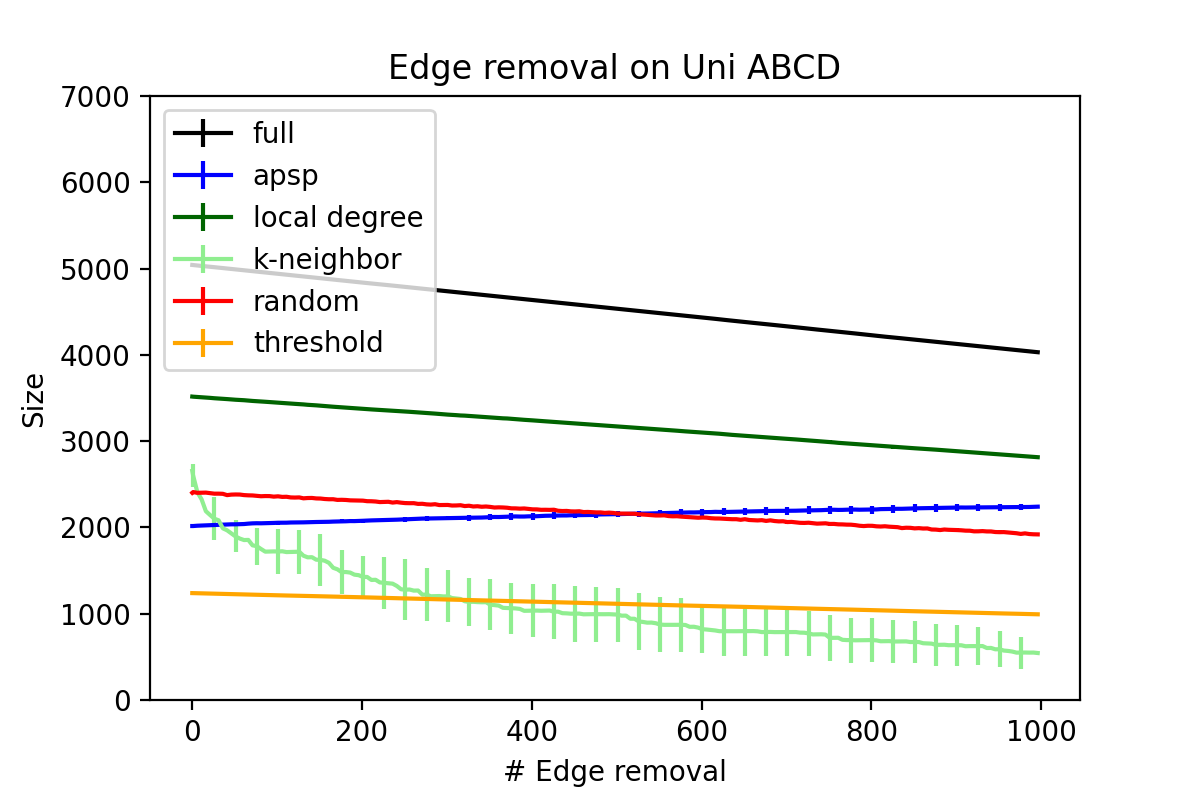 Edge removal on Uni ABCD
7000
6000
5000
4000
3000
2000
1000
0
Size
full
apsp
local degree
k-neighbor
random
threshold
0 200 400 600 800 1000
# Edge removal